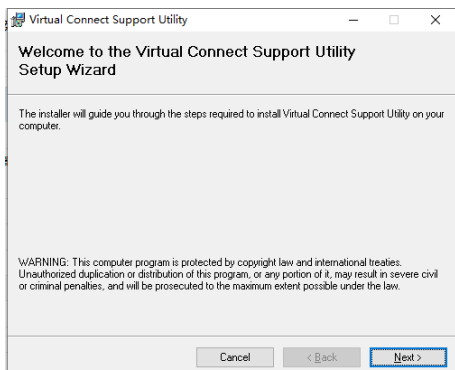 Virtual Connect Support Utility
Welcome to the Virtual Connect Support Utility
Setup Wizard
The installer will guide you through the steps required to install Virtual Connect Support Utility on your
computer.
WARNING: This computer program is protected by copyright law and international treaties.
Unauthorized duplication or distribution of this program, or any portion of it, may result in severe civil
or criminal penalties, and will be prosecuted to the maximum extent possible under the law.
Cancel < Back Next >